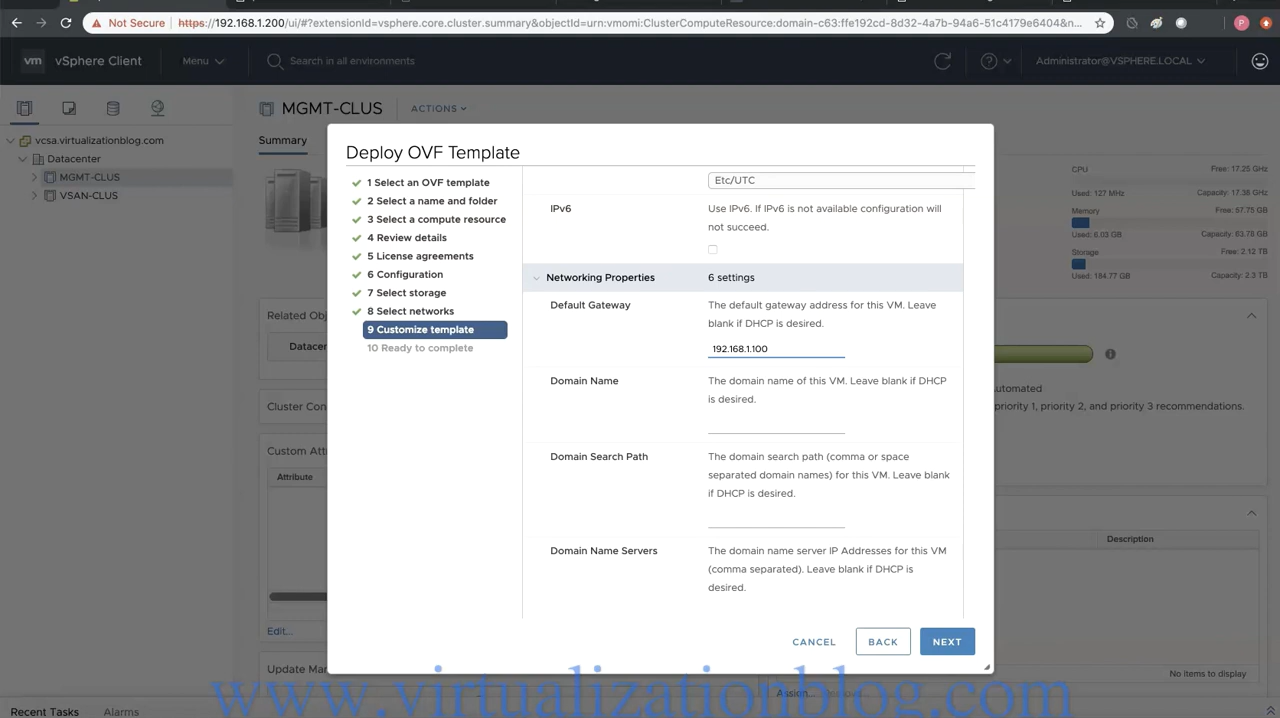 Not Secure
https://192.168.1.200/ui/#?extensionId=vsphere.core.cluster.summary&objectId=urn:vmomi:ClusterComputeResource:domain-c63:ffe192cd-8d32-4a7b-94a6-51c4179e6404&n...
P
vm
vSphere Client
Menu
Search in all environments
Administrator@VSPHERE.LOCAL
vcsa.virtualizationblog.com
Datacenter
MGMT-CLUS
VSAN-CLUS
MGMT-CLUS
ACTIONS
Summary
CPU
Free: 17.25 GHz
Used: 127 MHz
Capacity: 17.38 GHz
Memory
Free: 57.75 GB
Used: 6.03 GB
Capacity: 63.78 GB
Storage
Free: 2.12 TB
Used: 184.77 GB
Capacity: 2.3 TB
Related Obj
Datacen
Cluster Con
Custom Att
Attribute
Edit...
Update Ma
utomated
priority 1, priority 2, and priority 3 recommendations.
Description
No items to display
Assign...
Deploy OVF Template
1 Select an OVF template
2 Select a name and folder
3 Select a compute resource
4 Review details
5 License agreements
6 Configuration
7 Select storage
8 Select networks
9 Customize template
10 Ready to complete
Etc/UTC
IPv6
Use IPv6. If IPv6 is not available configuration will
not succeed.
Networking Properties
6 settings
Default Gateway
The default gateway address for this VM. Leave
blank if DHCP is desired.
192.168.1.100
Domain Name
The domain name of this VM. Leave blank if DHCP
is desired.
Domain Search Path
The domain search path (comma or space
separated domain names) for this VM. Leave blank
if DHCP is desired.
Domain Name Servers
The domain name server IP Addresses for this VM
(comma separated). Leave blank if DHCP is
desired.
CANCEL
BACK
NEXT
www.virtualizationblog.com
Recent Tasks
Alarms